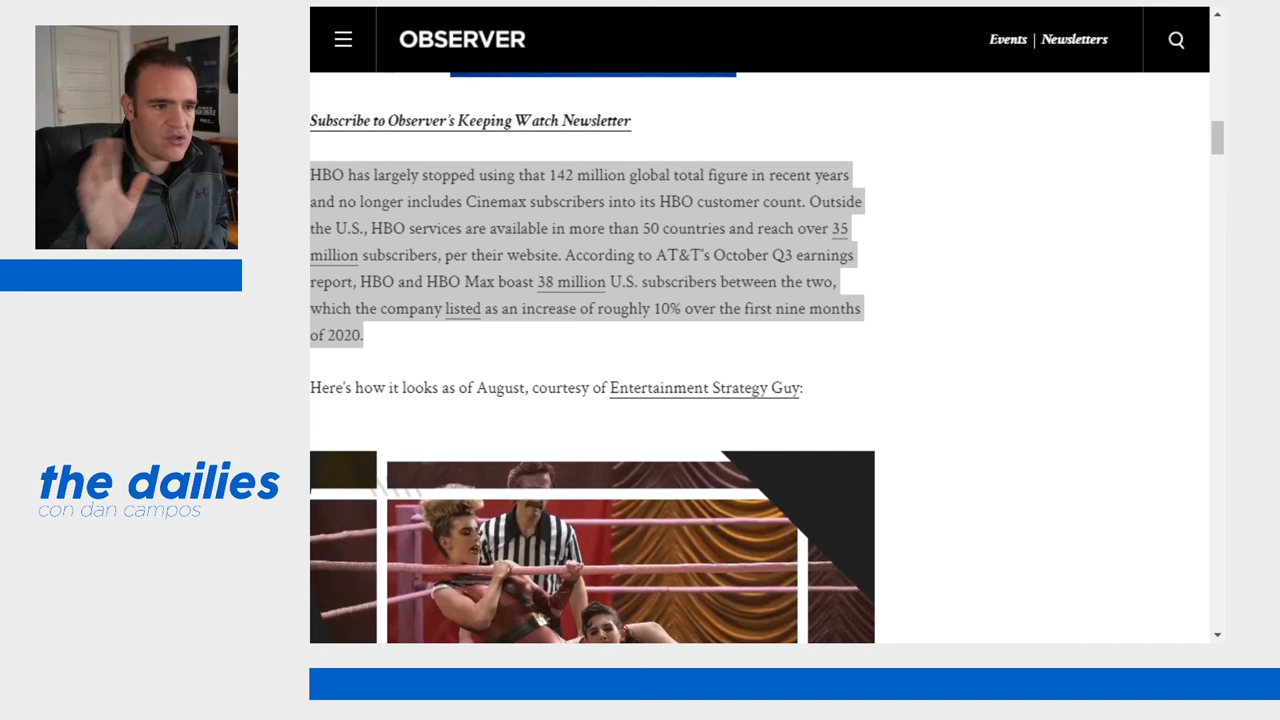 OBSERVER
Events | Newsletters
Subscribe to Observer's Keeping Watch Newsletter
HBO has largely stopped using that 142 million global total figure in recent years
and no longer includes Cinemax subscribers into its HBO customer count. Outside
the U.S., HBO services are available in more than 50 countries and reach over 35
million subscribers, per their website. According to AT&T's October Q3 earnings
report, HBO and HBO Max boast 38 million U.S. subscribers between the two,
which the company listed as an increase of roughly 10% over the first nine months
of 2020.
Here's how it looks as of August, courtesy of Entertainment Strategy Guy:
the dailies
con dan campos